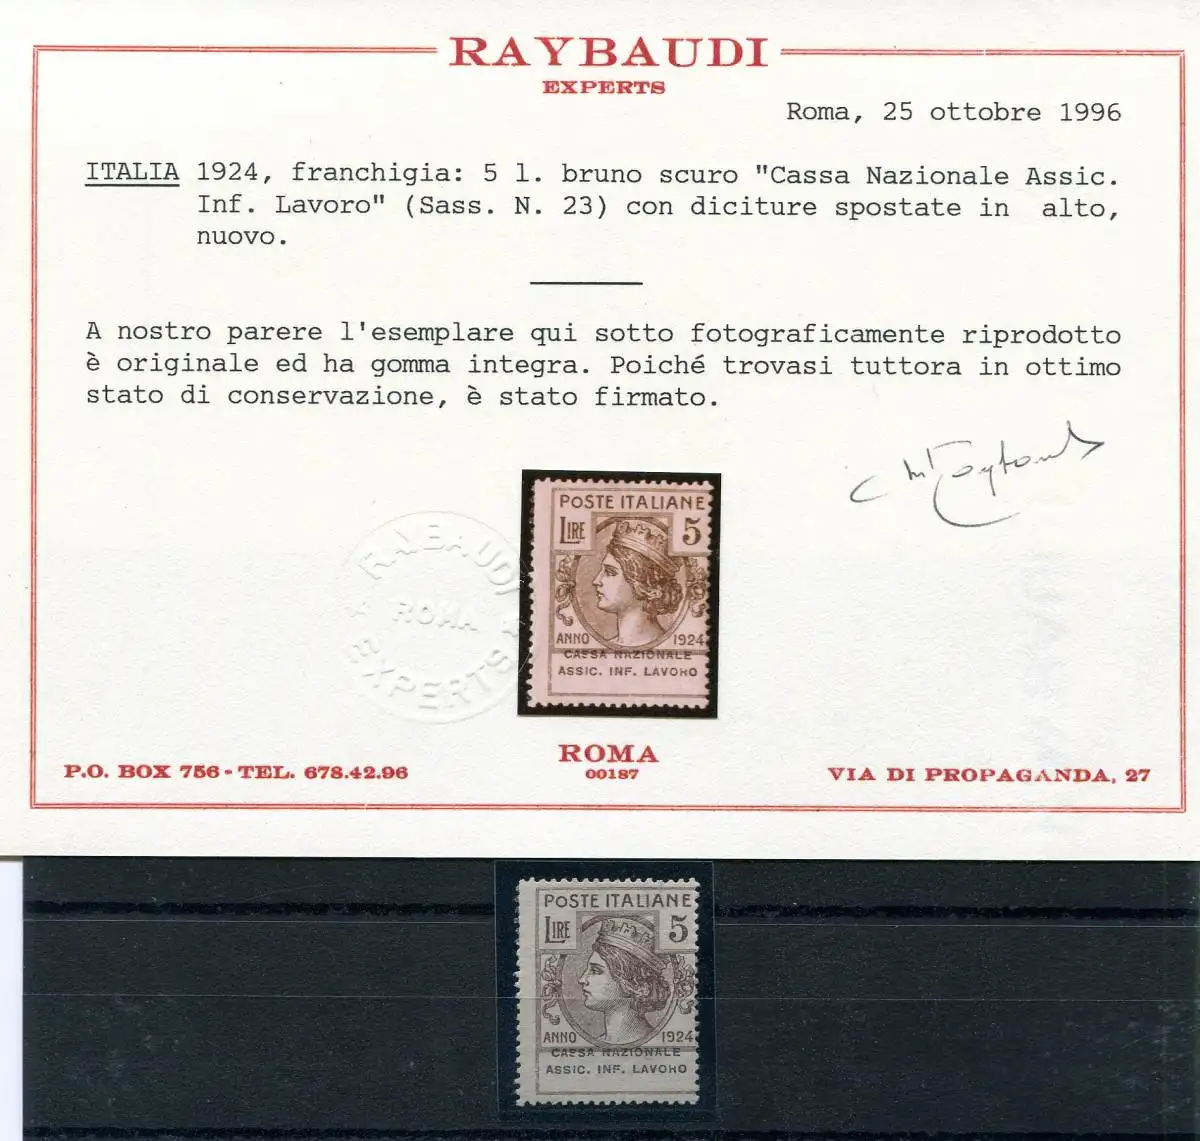 RAYBAUDI
EXPERTS
Roma, 25 ottobre 1996
ITALIA 1924, franchigia: 5 l. bruno scuro "Cassa Nazionale Assic.
Inf. Lavoro" (Sass. N. 23) con diciture spostate in alto,
nuovo.
A nostro parere l'esemplare qui sotto fotograficamente riprodotto
è originale ed ha gomma integra. Poiché trovasi tuttora in ottimo
stato di conservazione, è stato firmato.
POSTE ITALIANE
LIRE 5
ANNO 1924
CASSA NAZIONALE
ASSIC. INF. LAVORO
RAYBAUDI
ROMA
EXPERTS
ROMA
00187
P.O. BOX 756 - TEL. 678.42.96
VIA DI PROPAGANDA, 27
POSTE ITALIANE
LIRE 5
ANNO 1924
CASSA NAZIONALE
ASSIC. INF. LAVORO